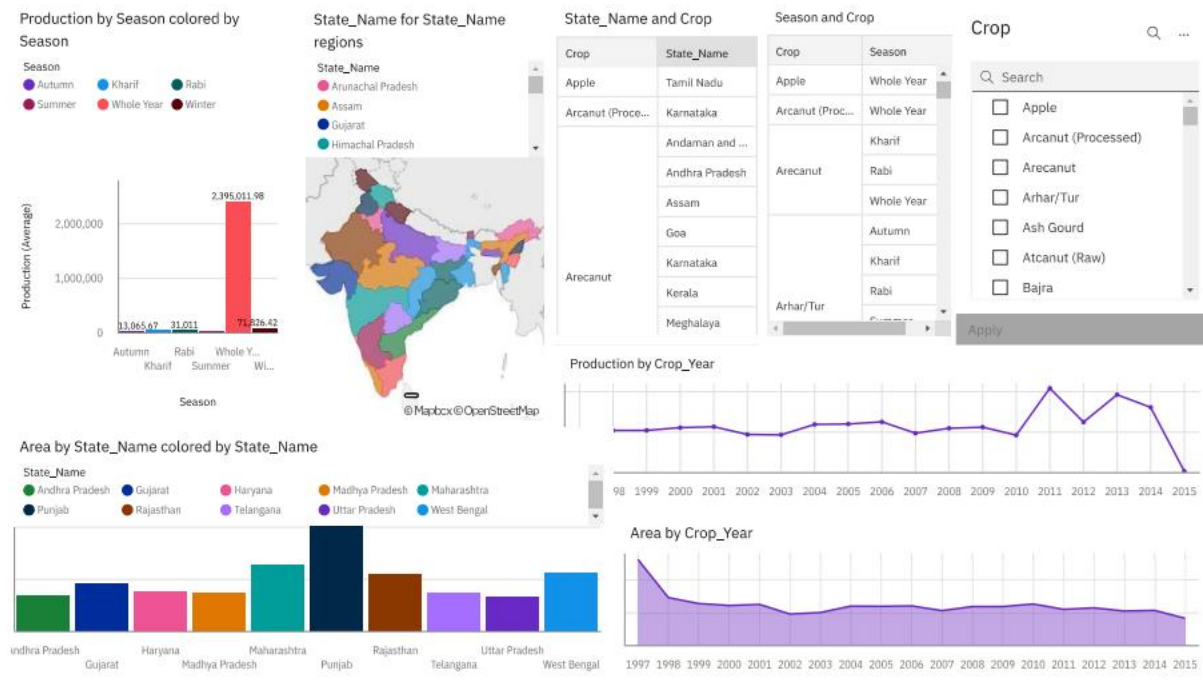 Production by Season colored by
Season
Season
Autumn Kharif Rabi
Summer Whole Year Winter
Production (Average)
2,395,011.98
2,000,000
1,000,000
0
13,065.67 31,011 71,826.42
Autumn Rabi Whole Y...
Kharif Summer Wi...
Season
State_Name for State_Name
regions
State_Name
Arunachal Pradesh
Assam
Gujarat
Himachal Pradesh
© Mapbox © OpenStreetMap
State_Name and Crop
Crop State_Name
Apple Tamil Nadu
Arcanut (Proce... Karnataka
Andaman and ...
Andhra Pradesh
Assam
Goa
Karnataka
Arecanut Kerala
Meghalaya
Season and Crop
Crop Season
Apple Whole Year
Arcanut (Proc... Whole Year
Kharif
Arecanut Rabi
Whole Year
Autumn
Kharif
Rabi
Arhar/Tur
Crop
...
Search
Apple
Arcanut (Processed)
Arecanut
Arhar/Tur
Ash Gourd
Atcanut (Raw)
Bajra
Apply
Production by Crop_Year
98 1999 2000 2001 2002 2003 2004 2005 2006 2007 2008 2009 2010 2011 2012 2013 2014 2015
Area by State_Name colored by State_Name
State_Name
Andhra Pradesh Gujarat Haryana Madhya Pradesh Maharashtra
Punjab Rajasthan Telangana Uttar Pradesh West Bengal
ndhra Pradesh Haryana Maharashtra Rajasthan Uttar Pradesh
Gujarat Madhya Pradesh Punjab Telangana West Bengal
Area by Crop_Year
1997 1998 1999 2000 2001 2002 2003 2004 2005 2006 2007 2008 2009 2010 2011 2012 2013 2014 2015